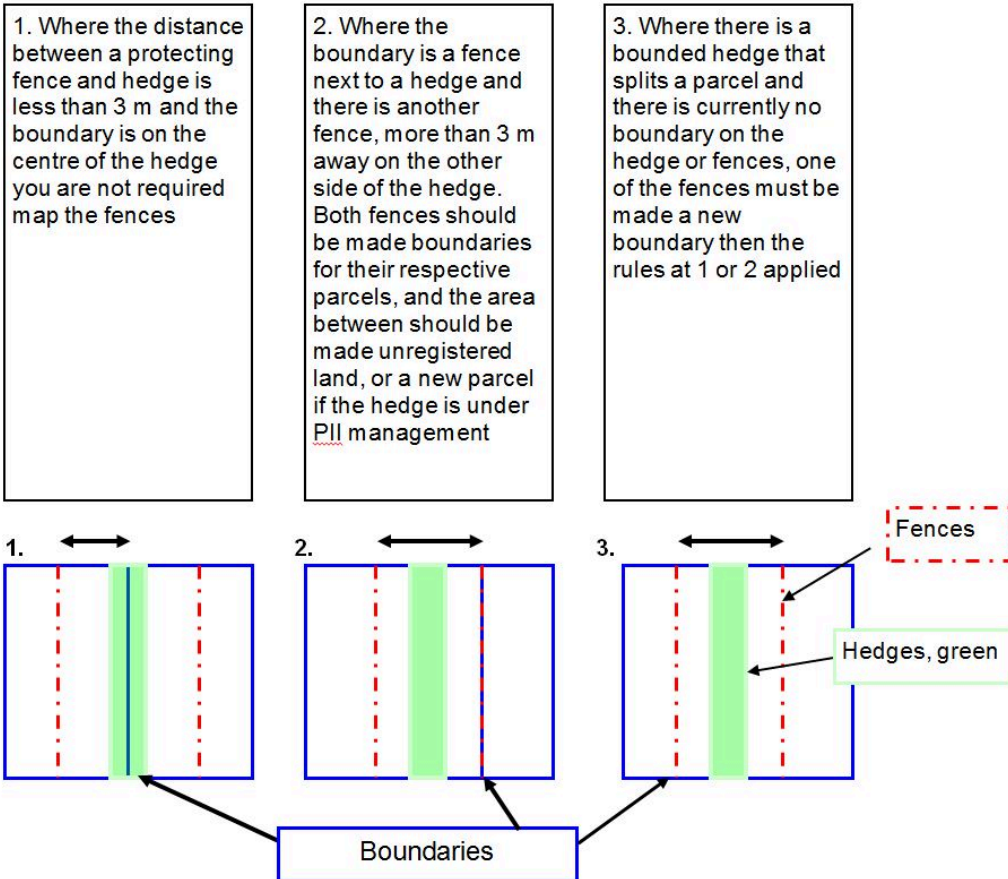 1. Where the distance
between a protecting
fence and hedge is
less than 3 m and the
boundary is on the
centre of the hedge
you are not required
map the fences
2. Where the
boundary is a fence
next to a hedge and
there is another
fence, more than 3 m
away on the other
side of the hedge.
Both fences should
be made boundaries
for their respective
parcels, and the area
between should be
made unregistered
land, or a new parcel
if the hedge is under
PII management
3. Where there is a
bounded hedge that
splits a parcel and
there is currently no
boundary on the
hedge or fences, one
of the fences must be
made a new
boundary then the
rules at 1 or 2 applied
1.
2.
3.
Fences
Hedges, green
Boundaries